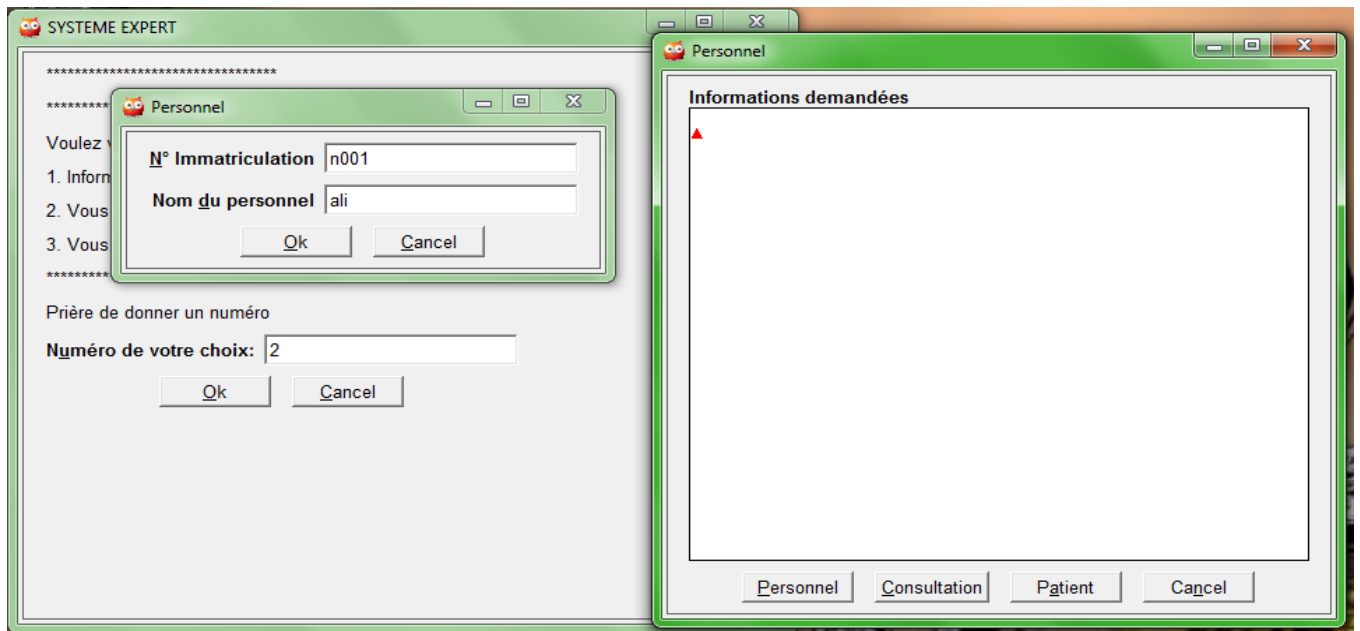 SYSTEME EXPERT
*********************************
*********
Voulez
1. Inform
2. Vous
3. Vous
*********
Prière de donner un numéro
Numéro de votre choix: 2
Ok Cancel
Personnel
N° Immatriculation n001
Nom du personnel ali
Ok Cancel
Personnel
Informations demandées
Personnel Consultation Patient Cancel